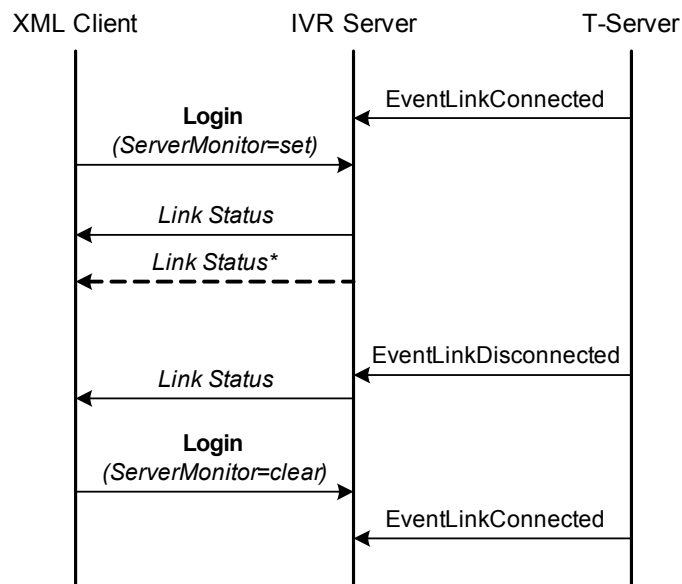 XML Client
IVR Server
T-Server
EventLinkConnected
Login
(ServerMonitor=set)
Link Status
Link Status*
EventLinkDisconnected
Link Status
Login
(ServerMonitor=clear)
EventLinkConnected